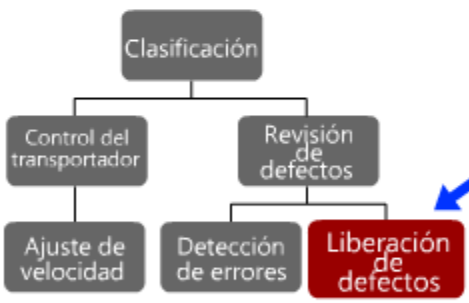 Clasificación
Control del
transportador
Revisión
de
defectos
Ajuste de
velocidad
Detección
de errores
Liberación
de
defectos